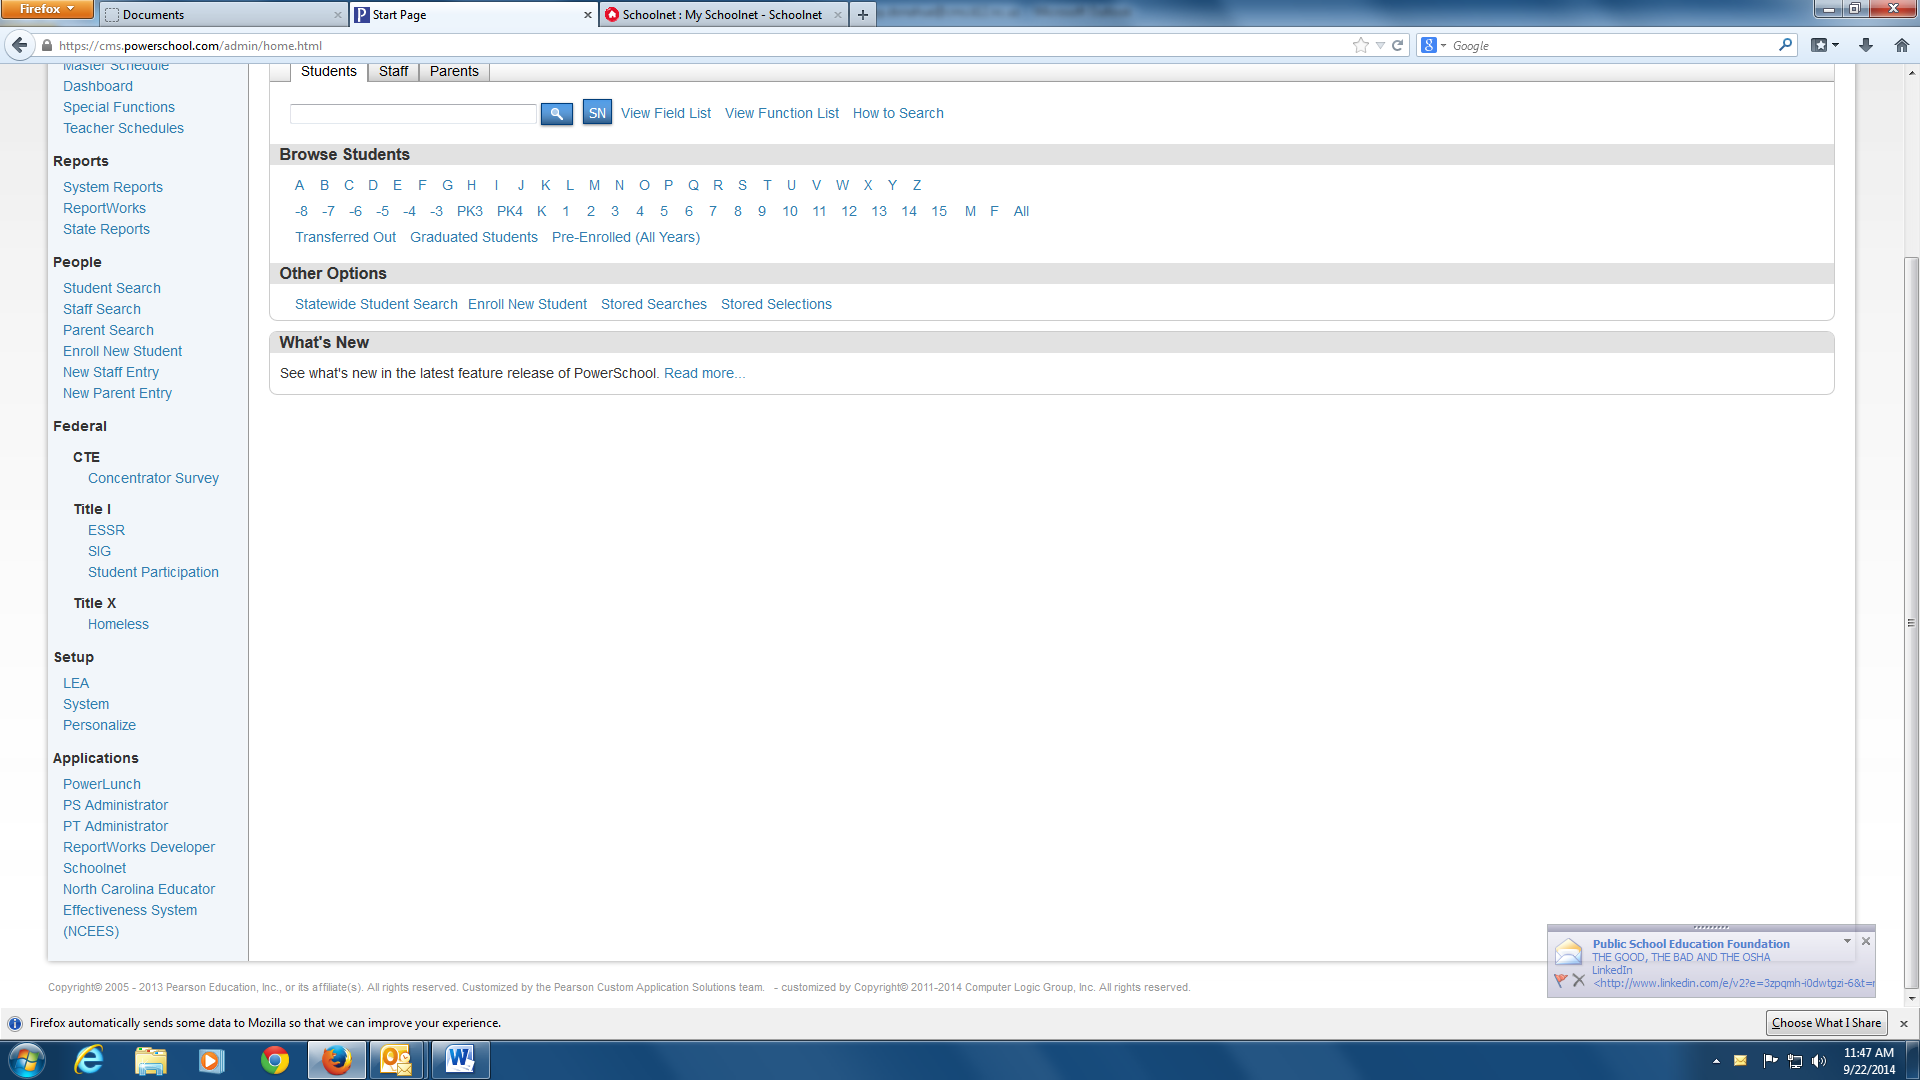 Firefox
Documents
Start Page
Schoolnet : My Schoolnet - Schoolnet
https://cms.powerschool.com/admin/home.html
Google
Master Schedule
Dashboard
Special Functions
Teacher Schedules
Reports
System Reports
ReportWorks
State Reports
People
Student Search
Staff Search
Parent Search
Enroll New Student
New Staff Entry
New Parent Entry
Federal
CTE
Concentrator Survey
Title I
ESSR
SIG
Student Participation
Title X
Homeless
Setup
LEA
System
Personalize
Applications
PowerLunch
PS Administrator
PT Administrator
ReportWorks Developer
Schoolnet
North Carolina Educator
Effectiveness System
(NCEES)
Students Staff Parents
SN View Field List View Function List How to Search
Browse Students
A B C D E F G H I J K L M N O P Q R S T U V W X Y Z
-8 -7 -6 -5 -4 -3 PK3 PK4 K 1 2 3 4 5 6 7 8 9 10 11 12 13 14 15 M F All
Transferred Out Graduated Students Pre-Enrolled (All Years)
Other Options
Statewide Student Search Enroll New Student Stored Searches Stored Selections
What's New
See what's new in the latest feature release of PowerSchool. Read more...
Public School Education Foundation
THE GOOD, THE BAD AND THE OSHA
LinkedIn
<http://www.linkedin.com/e/v2?e=3zpqmh-i0dwtgzi-6&t=r
Copyright© 2005 - 2013 Pearson Education, Inc., or its affiliate(s). All rights reserved. Customized by the Pearson Custom Application Solutions team. - customized by Copyright© 2011-2014 Computer Logic Group, Inc. All rights reserved.
Firefox automatically sends some data to Mozilla so that we can improve your experience.
Choose What I Share
11:47 AM
9/22/2014